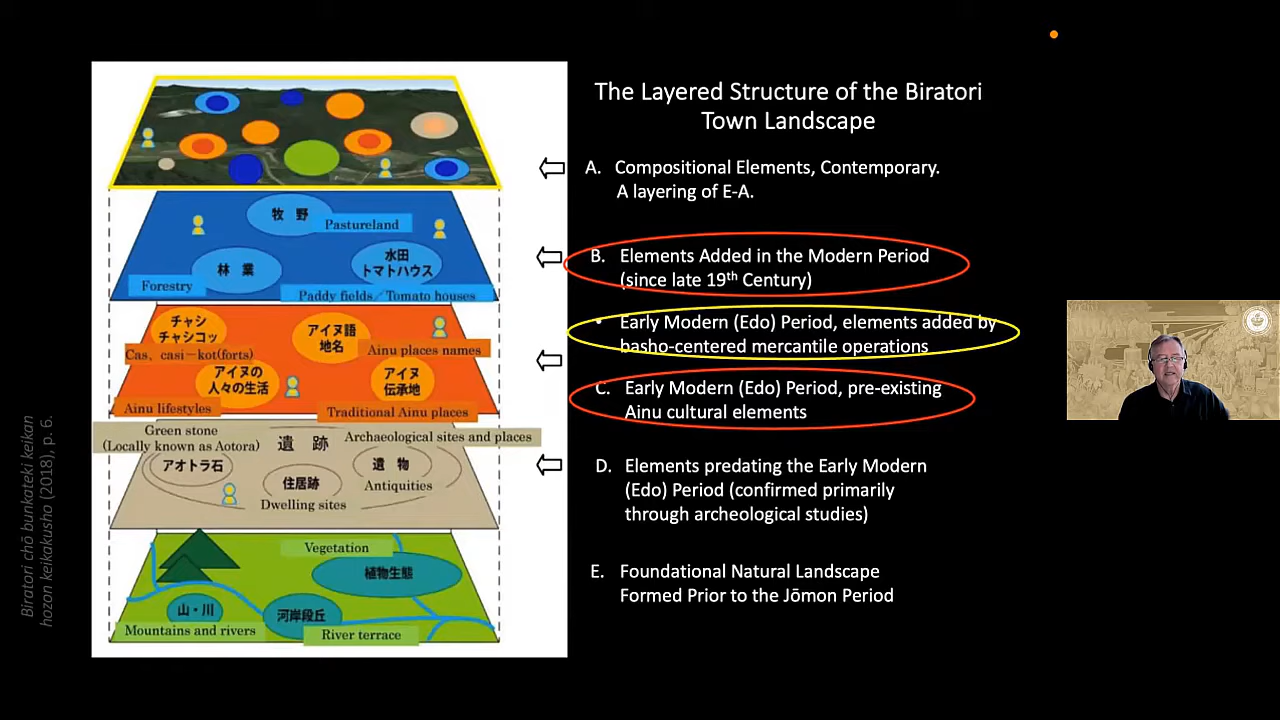 The Layered Structure of the Biratori
Town Landscape
A. Compositional Elements, Contemporary.
A layering of E-A.
B. Elements Added in the Modern Period
(since late 19th Century)
• Early Modern (Edo) Period, elements added by
basho-centered mercantile operations
C. Early Modern (Edo) Period, pre-existing
Ainu cultural elements
D. Elements predating the Early Modern
(Edo) Period (confirmed primarily
through archeological studies)
E. Foundational Natural Landscape
Formed Prior to the Jōmon Period
牧 野
Pastureland
林 業
Forestry
水田
トマトハウス
Paddy fields／Tomato houses
チャシ
チャシコッ
Cas、casi－kot(forts)
アイヌ語
地名
Ainu places names
アイヌの
人々の生活
Ainu lifestyles
アイヌ
伝承地
Traditional Ainu places
Green stone
(Locally known as Aotora)
アオトラ石
遺 跡
Archaeological sites and places
遺 物
Antiquities
住居跡
Dwelling sites
Vegetation
植物生態
山・川
Mountains and rivers
河岸段丘
River terrace
Biratori chō bunkateki keikan
hozon keikakusho (2018), p. 6.